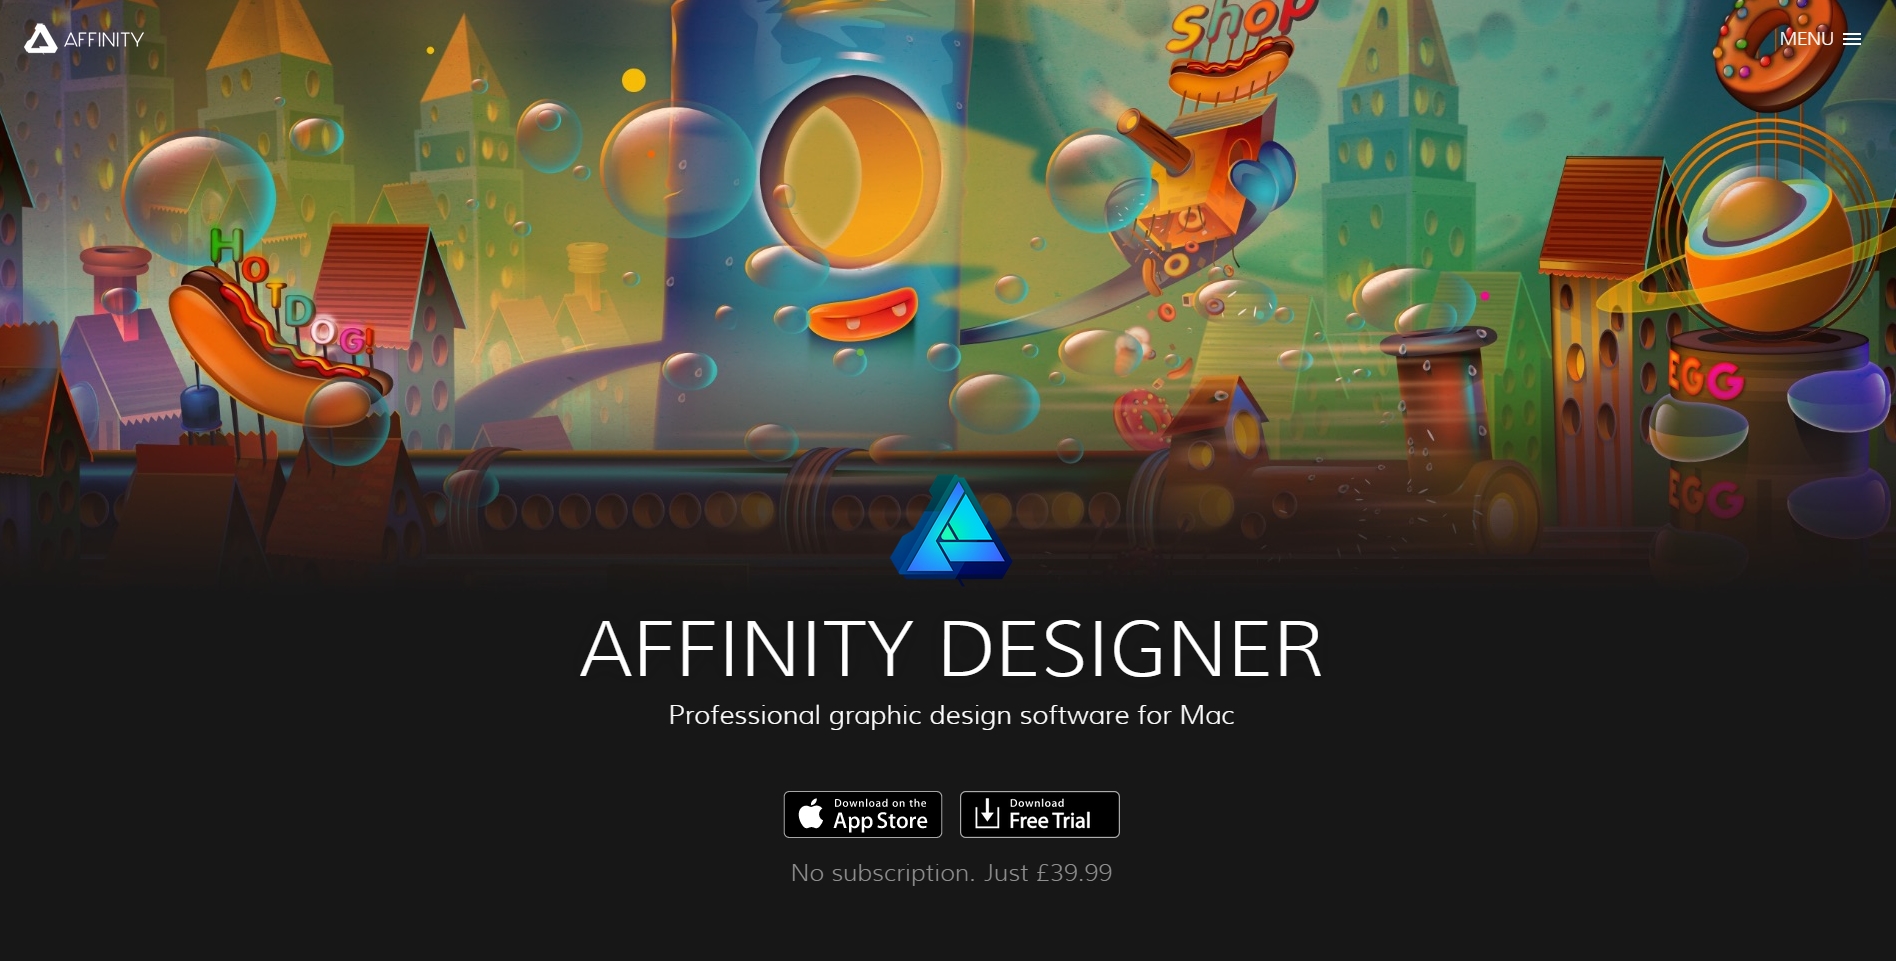 AFFINITY
Shop
MENU
HOTDOG!
EGG
EGG
AFFINITY DESIGNER
Professional graphic design software for Mac
Download on the
App Store
Download
Free Trial
No subscription. Just £39.99